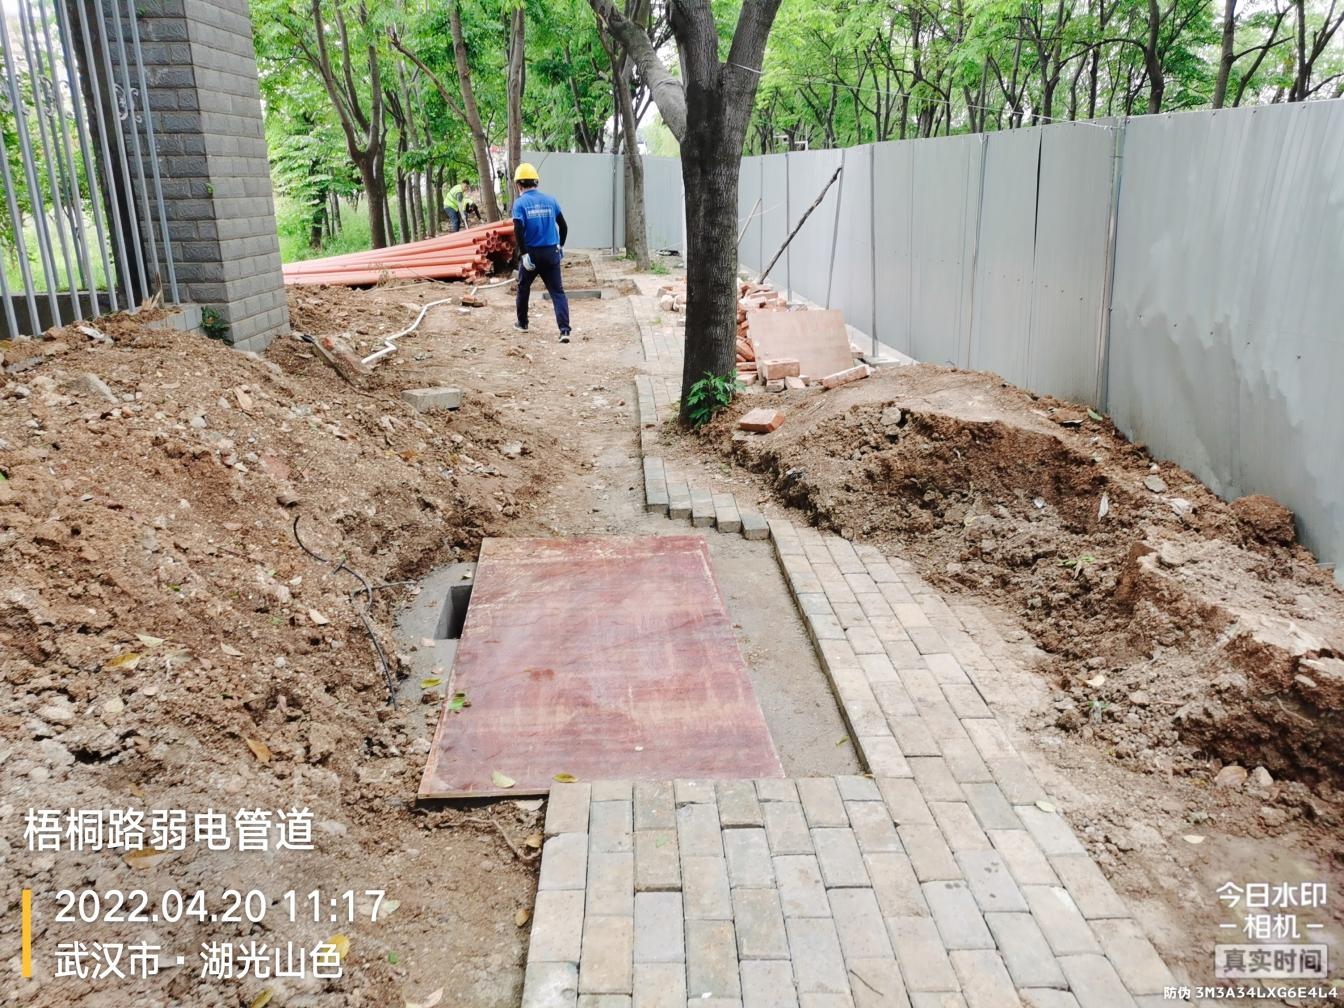 梧桐路弱电管道
2022.04.20 11:17
武汉市·湖光山色
今日水印
-相机-
真实时间
防伪 3M3A34LXG6E4L4